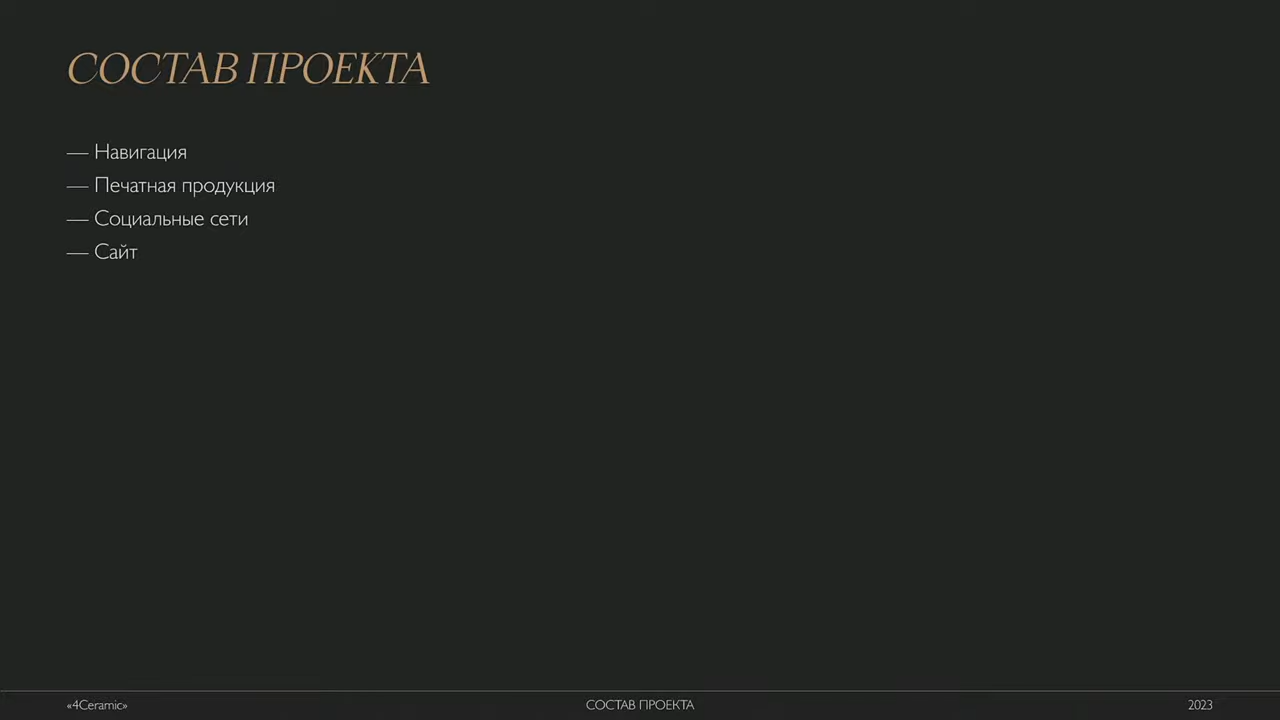 СОСТАВ ПРОЕКТА
— Навигация
— Печатная продукция
— Социальные сети
— Сайт
«4Ceramic» СОСТАВ ПРОЕКТА 2023